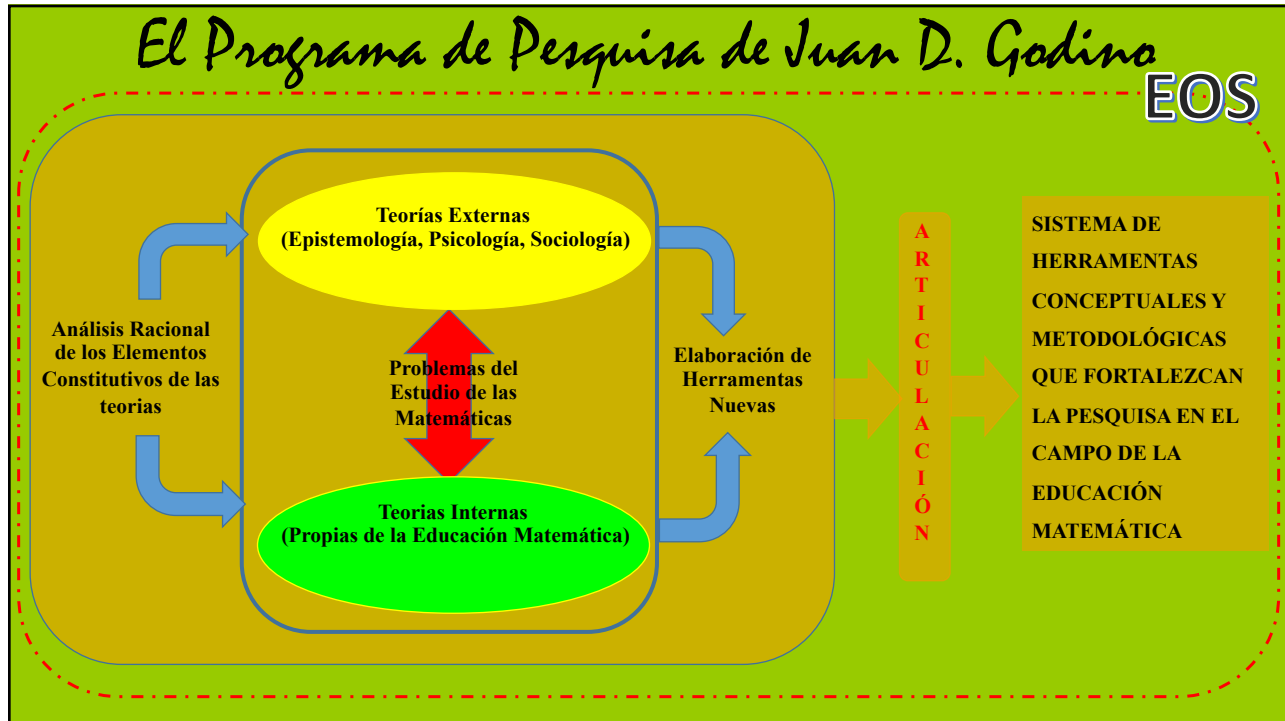 El Programa de Pesquisa de Juan D. Godino
EOS
Análisis Racional
de los Elementos
Constitutivos de las
teorias
Teorías Externas
(Epistemología, Psicología, Sociología)
Problemas del
Estudio de las
Matemáticas
Teorias Internas
(Propias de la Educación Matemática)
Elaboración de
Herramentas
Nuevas
A
R
T
I
C
U
L
A
C
I
Ó
N
SISTEMA DE
HERRAMENTAS
CONCEPTUALES Y
METODOLÓGICAS
QUE FORTALEZCAN
LA PESQUISA EN EL
CAMPO DE LA
EDUCACIÓN
MATEMÁTICA